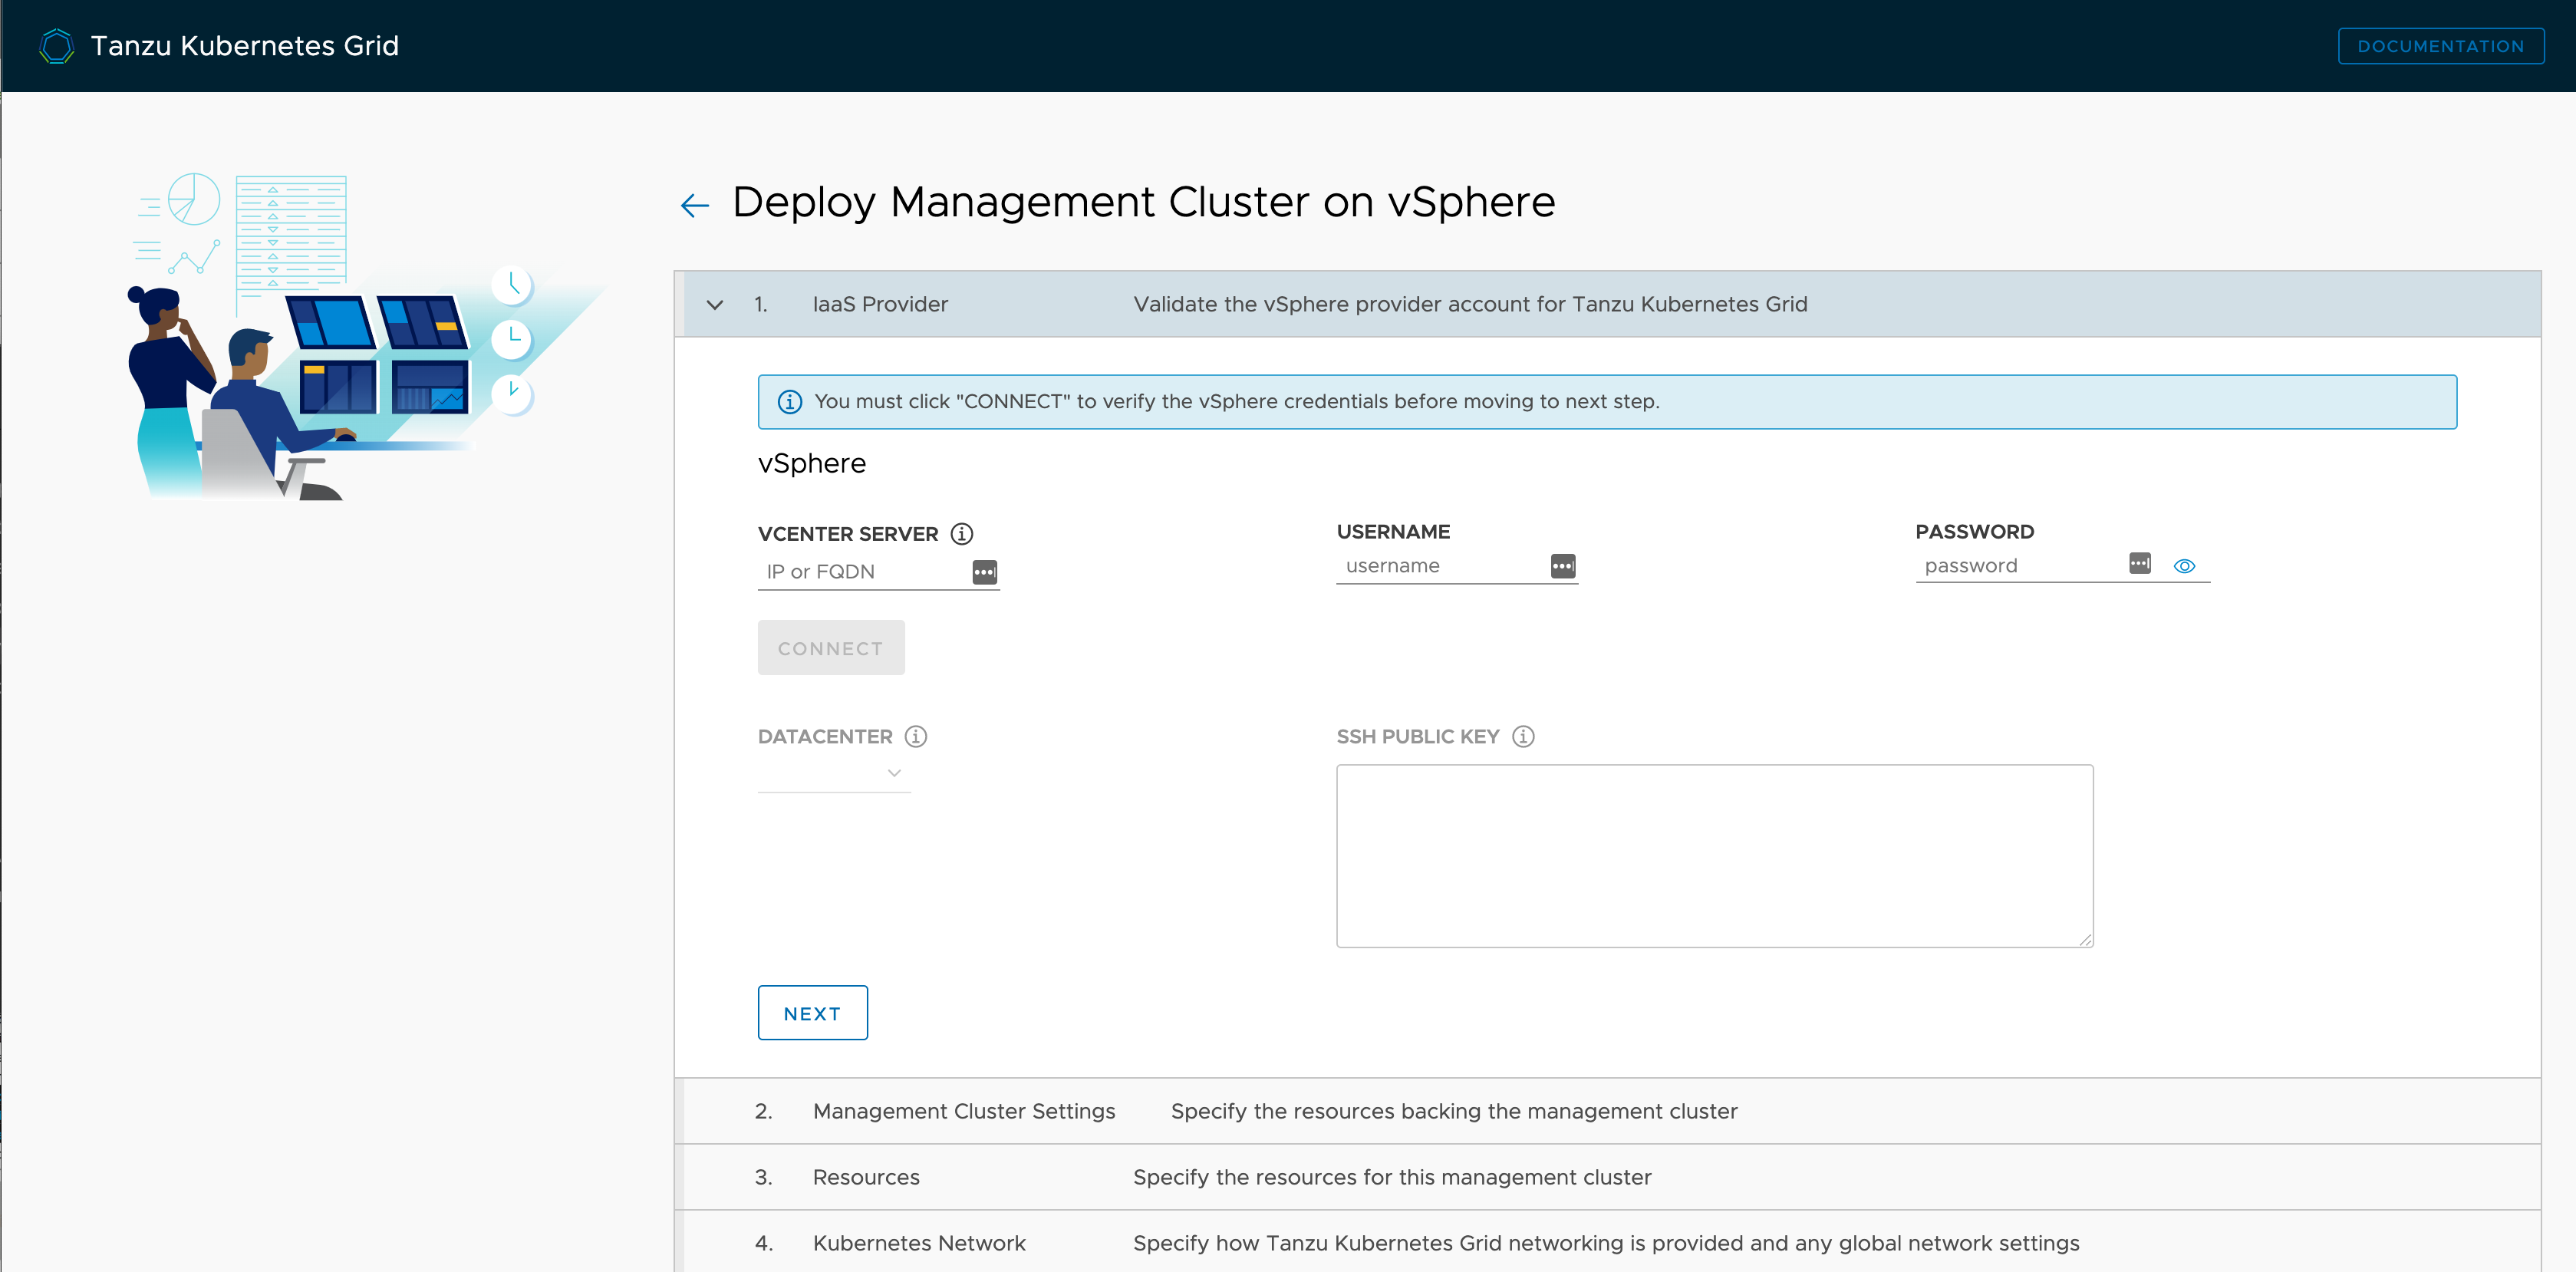 Tanzu Kubernetes Grid
DOCUMENTATION
Deploy Management Cluster on vSphere
1. IaaS Provider Validate the vSphere provider account for Tanzu Kubernetes Grid
You must click "CONNECT" to verify the vSphere credentials before moving to next step.
vSphere
VCENTER SERVER USERNAME PASSWORD
IP or FQDN username password
CONNECT
DATACENTER SSH PUBLIC KEY
NEXT
2. Management Cluster Settings Specify the resources backing the management cluster
3. Resources Specify the resources for this management cluster
4. Kubernetes Network Specify how Tanzu Kubernetes Grid networking is provided and any global network settings